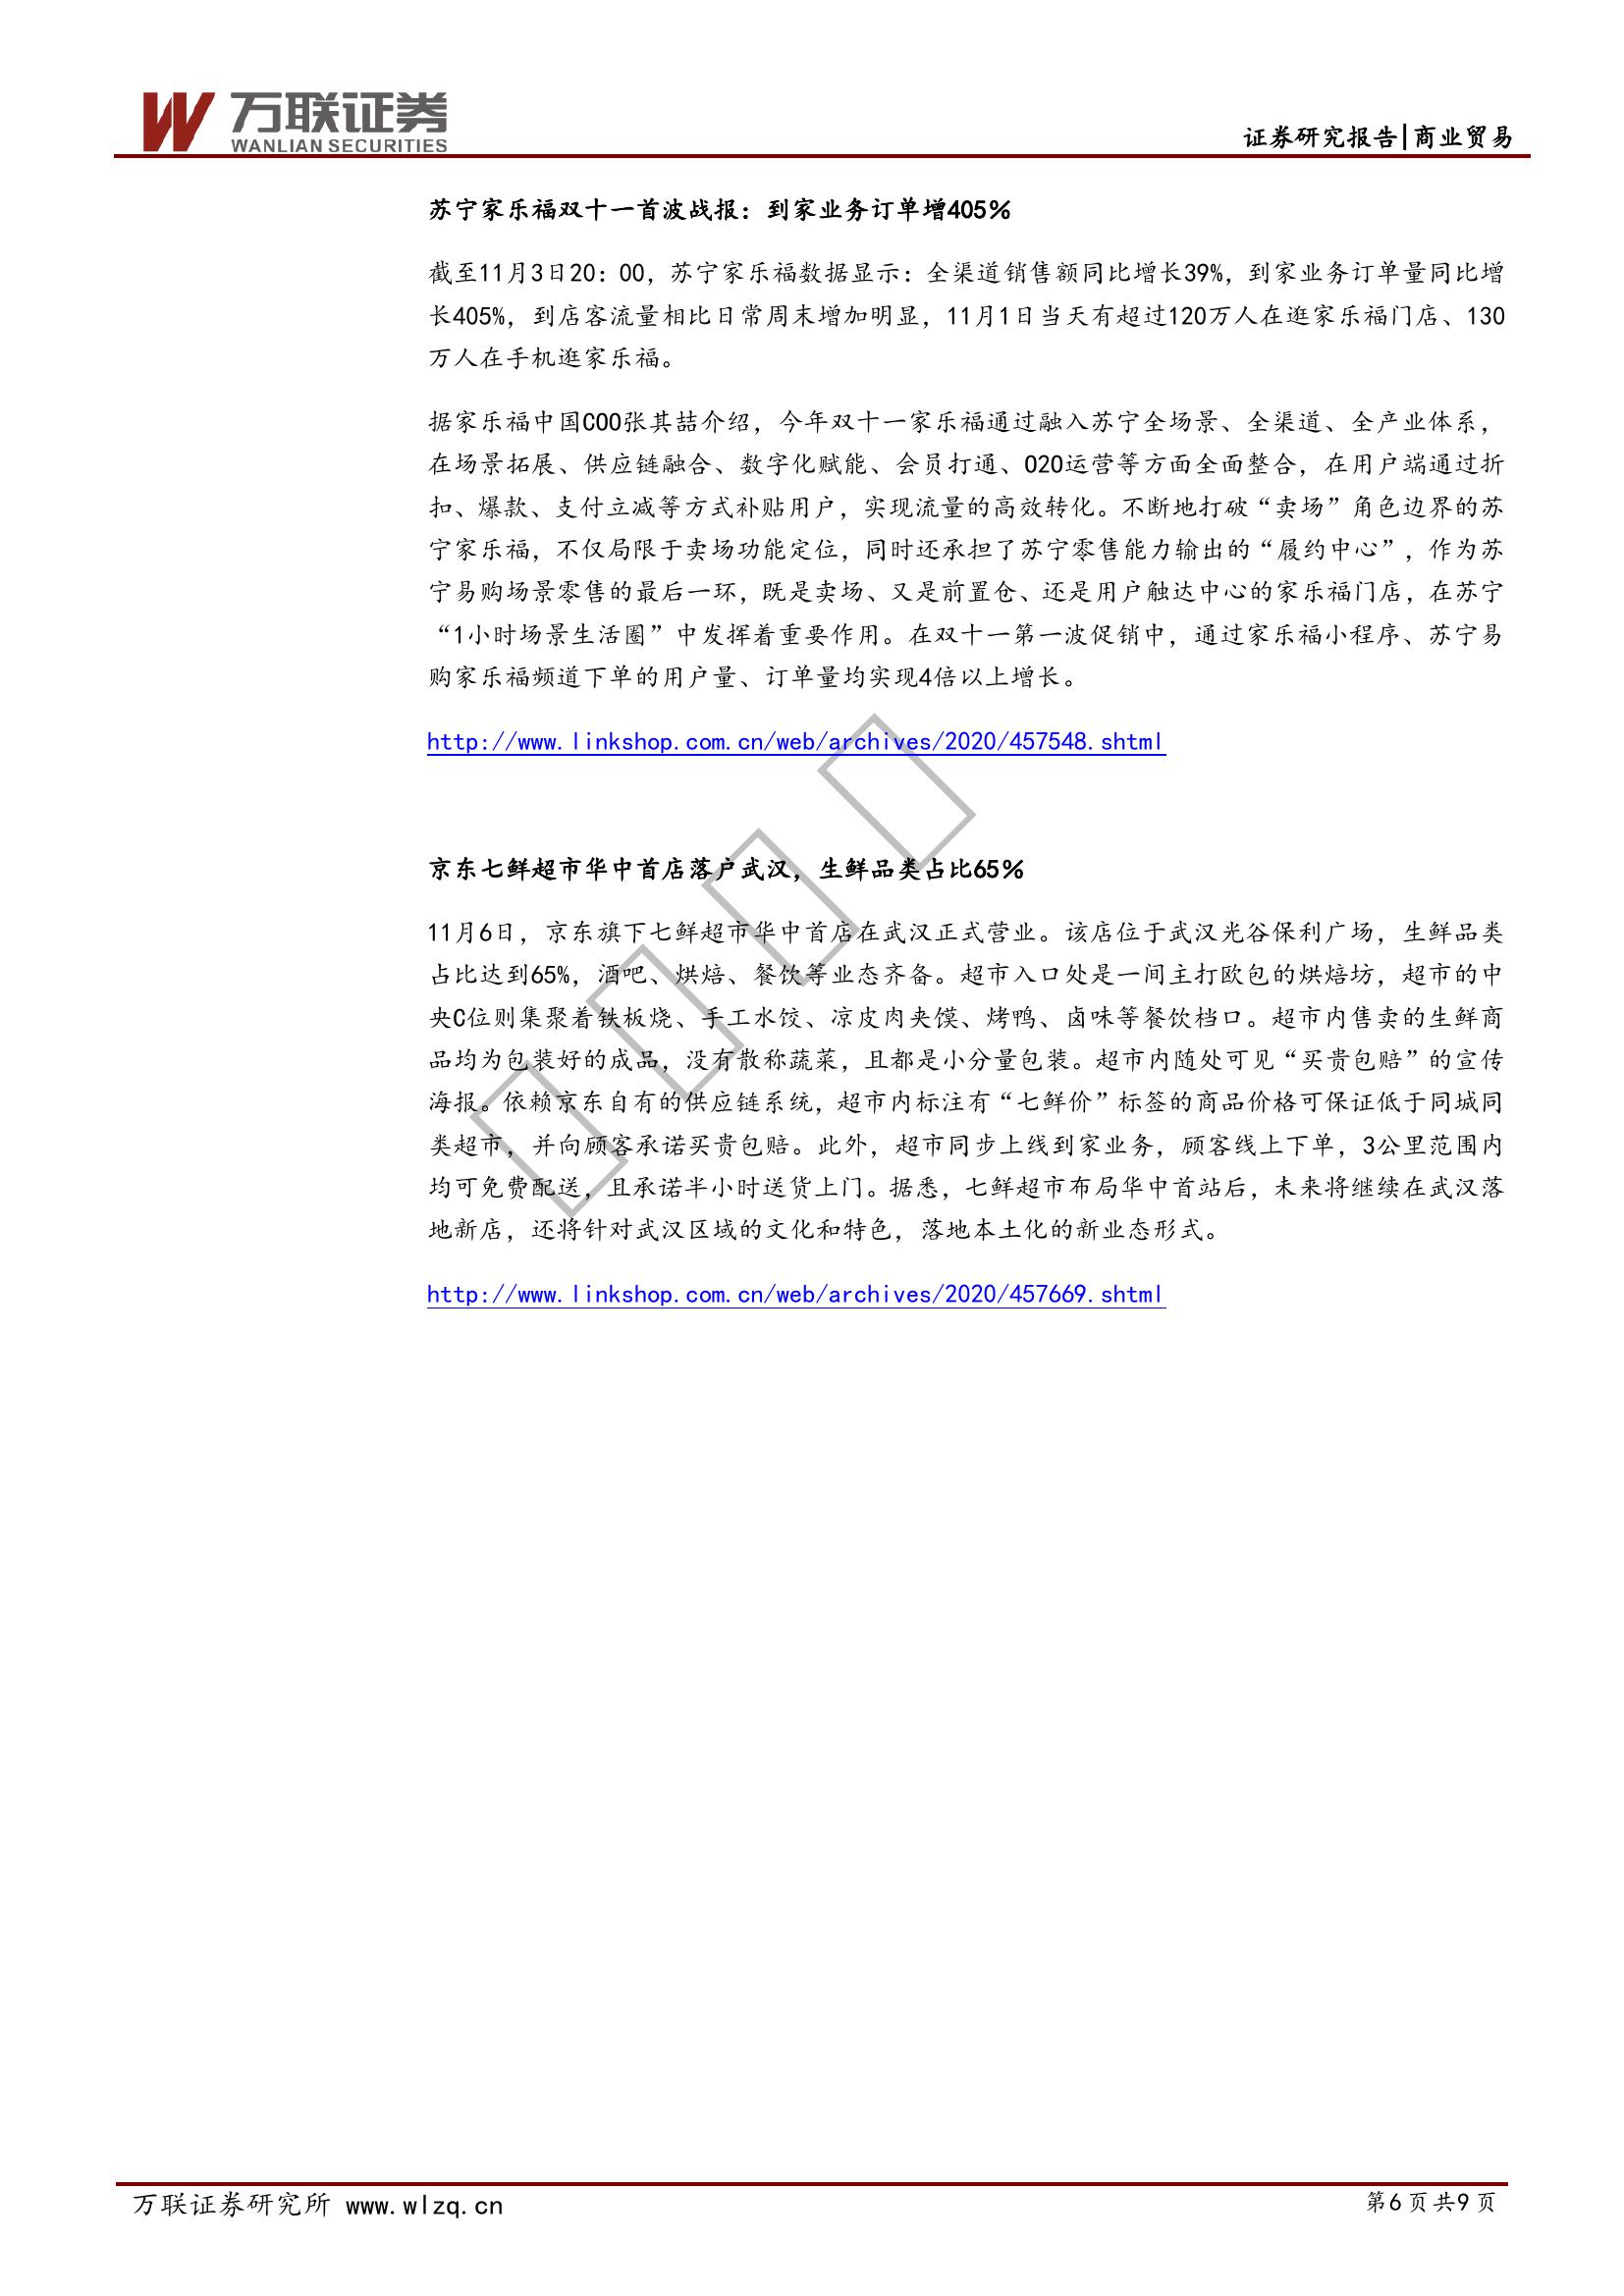 万联证券
WANLIAN SECURITIES
证券研究报告|商业贸易
苏宁家乐福双十一首波战报：到家业务订单增405%
截至11月3日20：00，苏宁家乐福数据显示：全渠道销售额同比增长39%，到家业务订单量同比增
长405%，到店客流量相比日常周末增加明显，11月1日当天有超过120万人在逛家乐福门店、130
万人在手机逛家乐福。
据家乐福中国COO张其喆介绍，今年双十一家乐福通过融入苏宁全场景、全渠道、全产业体系，
在场景拓展、供应链融合、数字化赋能、会员打通、O2O运营等方面全面整合，在用户端通过折
扣、爆款、支付立减等方式补贴用户，实现流量的高效转化。不断地打破“卖场”角色边界的苏
宁家乐福，不仅局限于卖场功能定位，同时还承担了苏宁零售能力输出的“履约中心”，作为苏
宁易购场景零售的最后一环，既是卖场、又是前置仓、还是用户触达中心的家乐福门店，在苏宁
“1小时场景生活圈”中发挥着重要作用。在双十一第一波促销中，通过家乐福小程序、苏宁易
购家乐福频道下单的用户量、订单量均实现4倍以上增长。
http://www.linkshop.com.cn/web/archives/2020/457548.shtml
京东七鲜超市华中首店落户武汉，生鲜品类占比65%
11月6日，京东旗下七鲜超市华中首店在武汉正式营业。该店位于武汉光谷保利广场，生鲜品类
占比达到65%，酒吧、烘焙、餐饮等业态齐备。超市入口处是一间主打欧包的烘焙坊，超市的中
央C位则集聚着铁板烧、手工水饺、凉皮肉夹馍、烤鸭、卤味等餐饮档口。超市内售卖的生鲜商
品均为包装好的成品，没有散称蔬菜，且都是小分量包装。超市内随处可见“买贵包赔”的宣传
海报。依赖京东自有的供应链系统，超市内标注有“七鲜价”标签的商品价格可保证低于同城同
类超市，并向顾客承诺买贵包赔。此外，超市同步上线到家业务，顾客线上下单，3公里范围内
均可免费配送，且承诺半小时送货上门。据悉，七鲜超市布局华中首站后，未来将继续在武汉落
地新店，还将针对武汉区域的文化和特色，落地本土化的新业态形式。
http://www.linkshop.com.cn/web/archives/2020/457669.shtml
万联证券研究所 www.wlzq.cn
第6页共9页